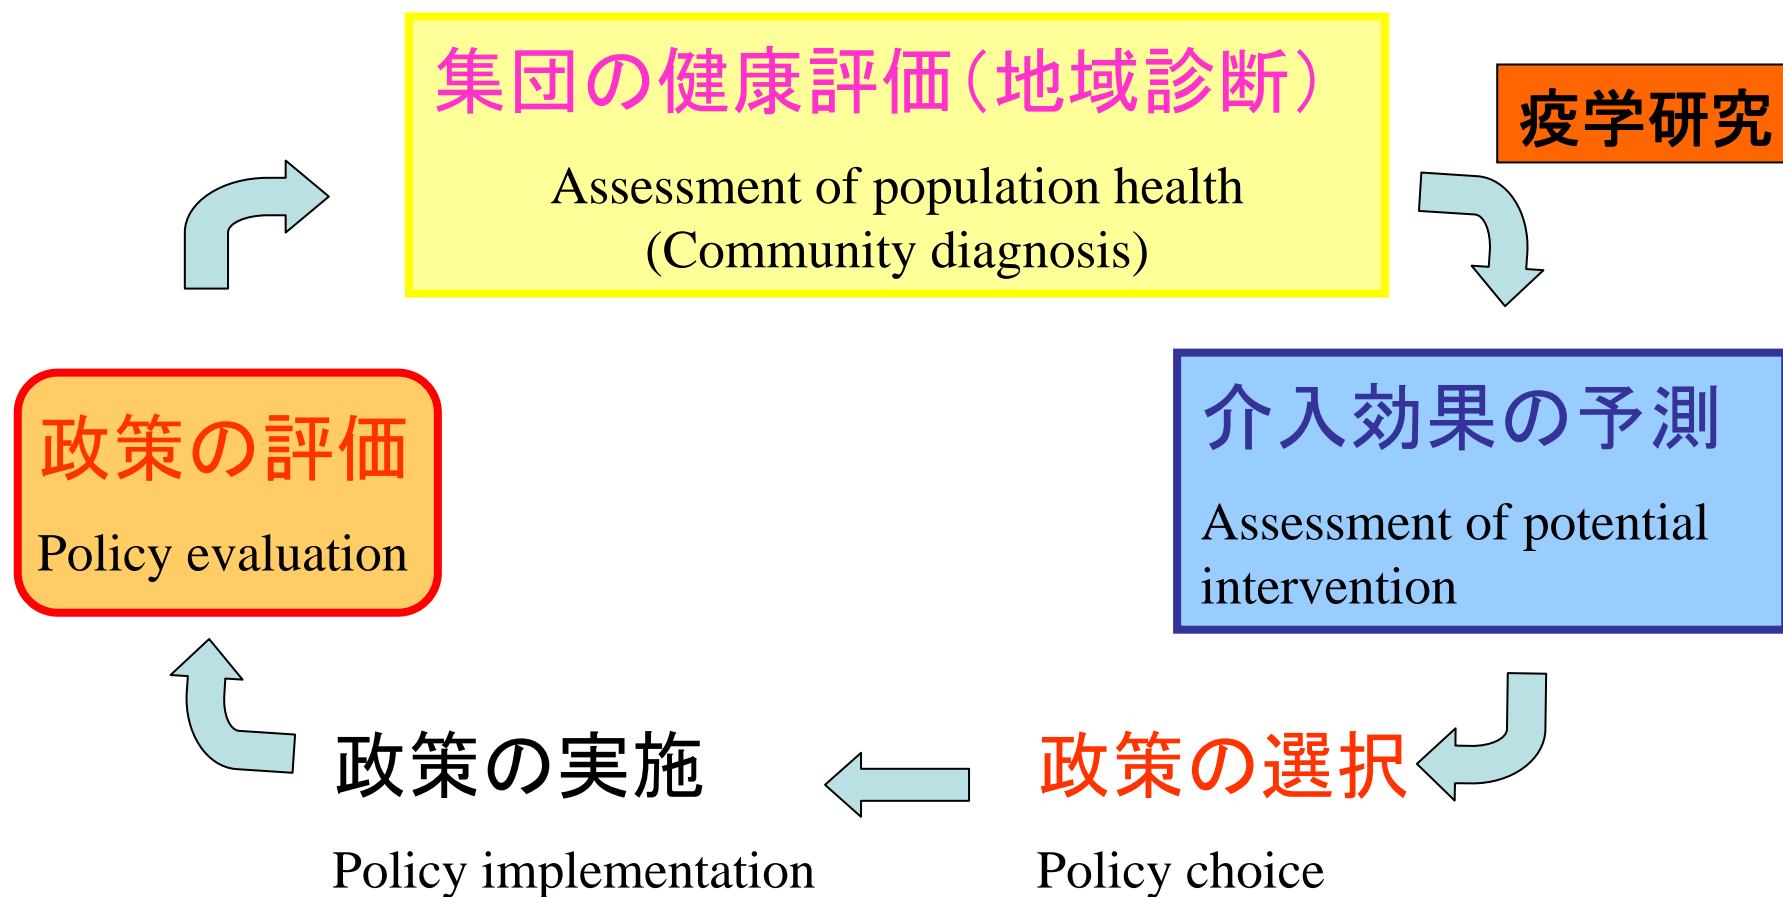 集団の健康評価（地域診断）
Assessment of population health
(Community diagnosis)
疫学研究
介入効果の予測
Assessment of potential
intervention
政策の評価
Policy evaluation
政策の選択
Policy choice
政策の実施
Policy implementation